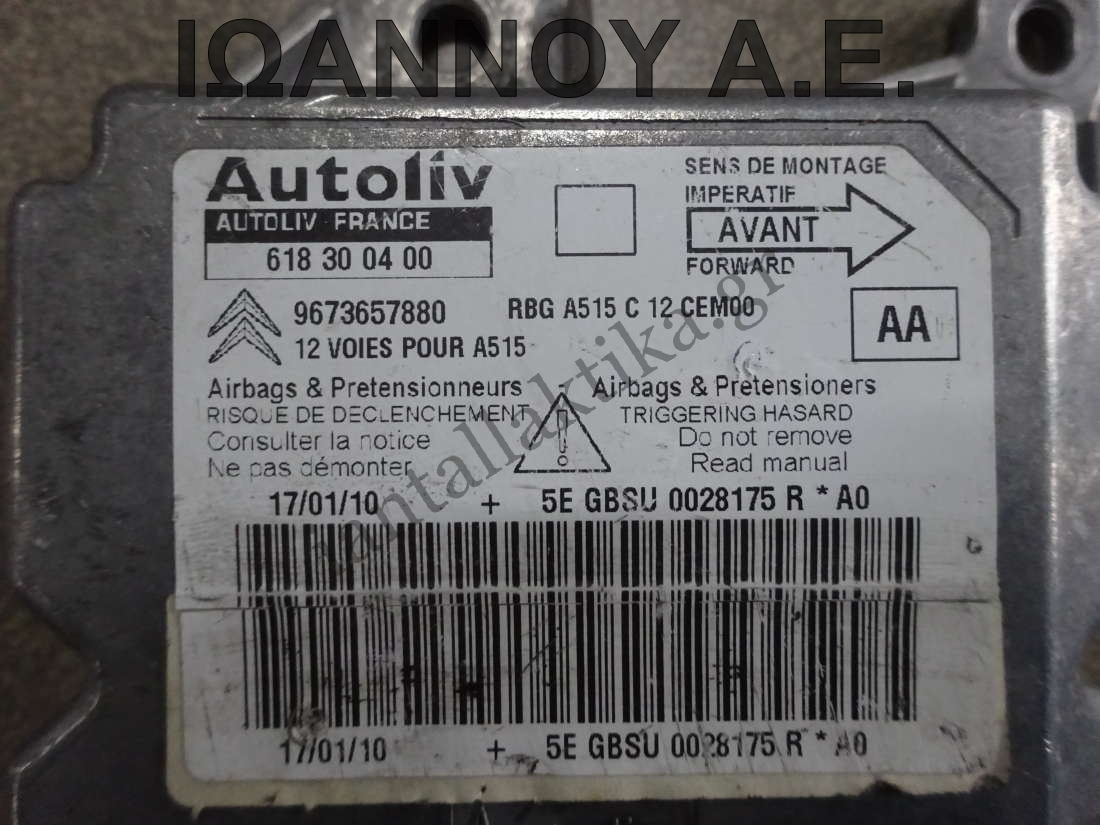 ΙΩΑΝΝΟΥ Α.Ε.
Autoliv
AUTOLIV FRANCE
618 30 04 00
SENS DE MONTAGE
IMPERATIF
AVANT
FORWARD
9673657880
RBG A515 C 12 CEM00
12 VOIES POUR A515
AA
Airbags & Pretensionneurs
RISQUE DE DECLENCHEMENT
Consulter la notice
Ne pas démonter
Airbags & Pretensioners
TRIGGERING HASARD
Do not remove
Read manual
17/01/10 + 5E GBSU 0028175 R * A0
17/01/10 + 5E GBSU 0028175 R * A0
iantallaktika.gr